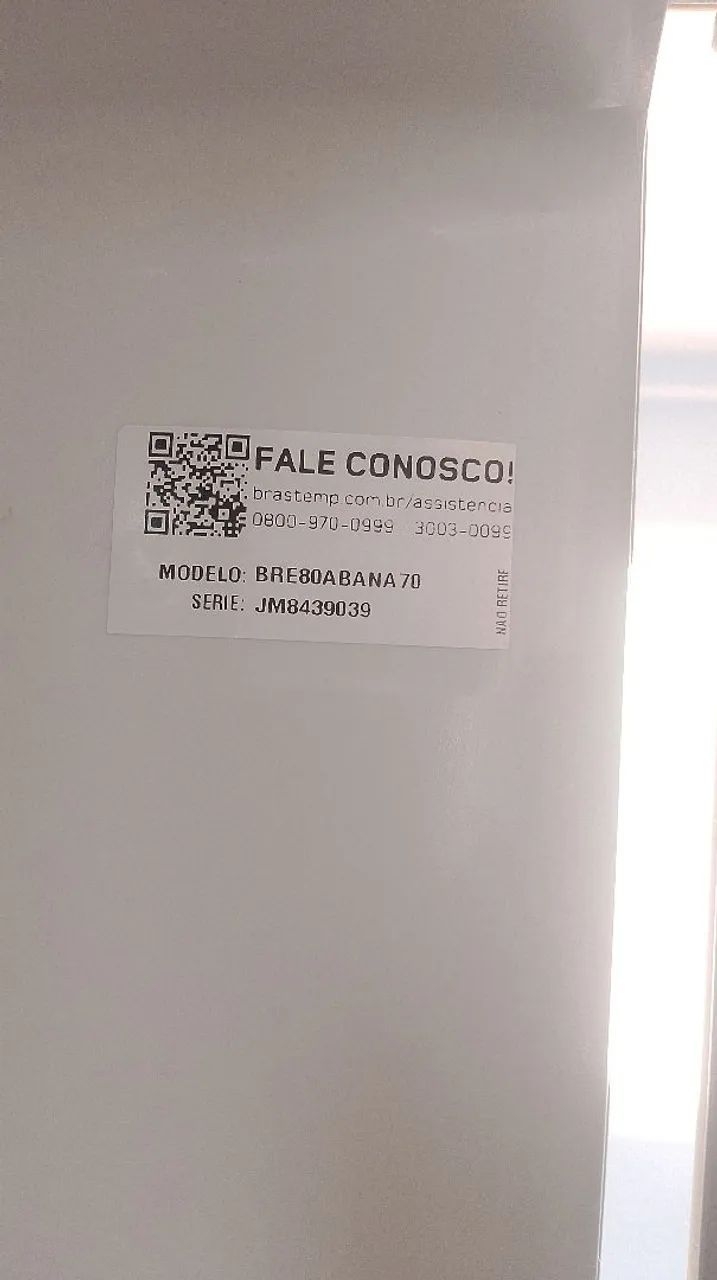 FALE CONOSCO!
brastemp.com.br/assistencia
0800-970-0999 3003-0099
MODELO: BRE80ABANA70
SERIE: JM8439039
NÃO RETIRE